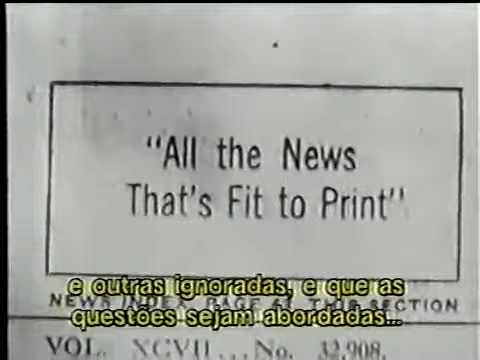 "All the News
That's Fit to Print"
e outras ignoradas, e que as
NEWS INDEX, PAGE THIS SECTION
questões sejam abordadas...
VOL. XCVII...No. 32,908.